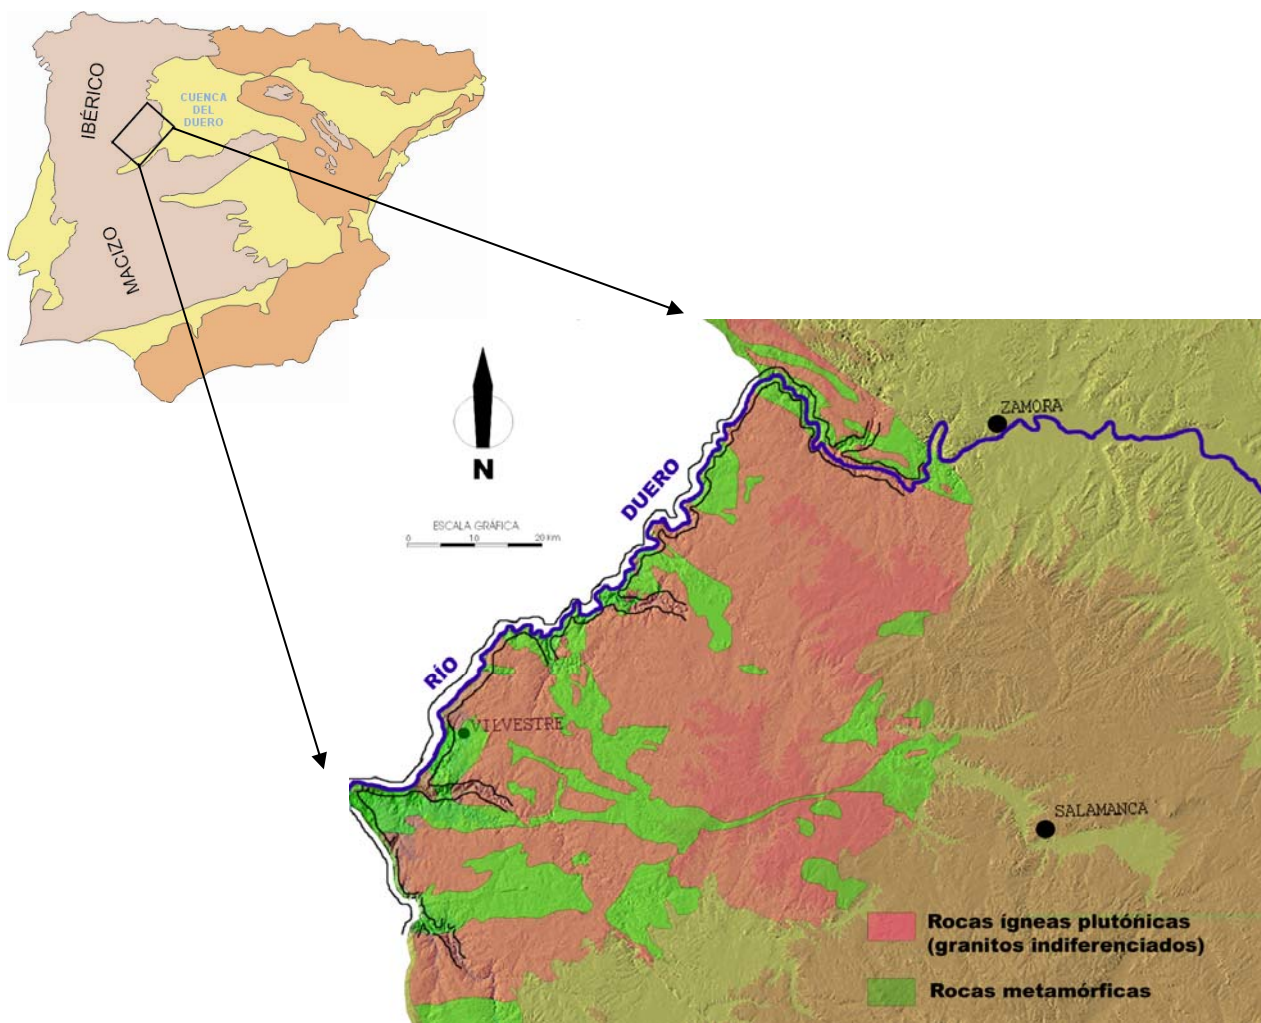 IBÉRICO
MACIZO
CUENCA
DEL
DUERO
N
ESCALA GRÁFICA
0 10 20 km
RÍO
DUERO
ZAMORA
VILVESTRE
SALAMANCA
Rocas ígneas plutónicas
(granitos indiferenciados)
Rocas metamórficas